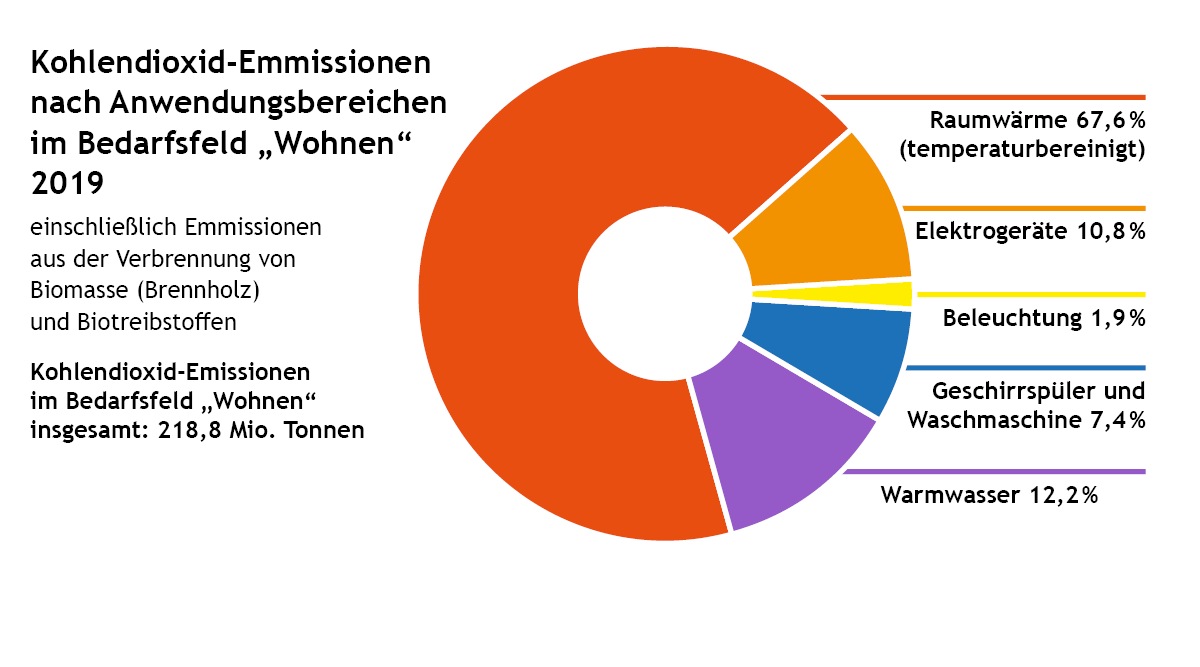 Kohlendioxid-Emmissionen
nach Anwendungsbereichen
im Bedarfsfeld „Wohnen“
2019
einschließlich Emmissionen
aus der Verbrennung von
Biomasse (Brennholz)
und Biotreibstoffen
Kohlendioxid-Emissionen
im Bedarfsfeld „Wohnen“
insgesamt: 218,8 Mio. Tonnen
Raumwärme 67,6 %
(temperaturbereinigt)
Elektrogeräte 10,8 %
Beleuchtung 1,9 %
Geschirrspüler und
Waschmaschine 7,4 %
Warmwasser 12,2 %